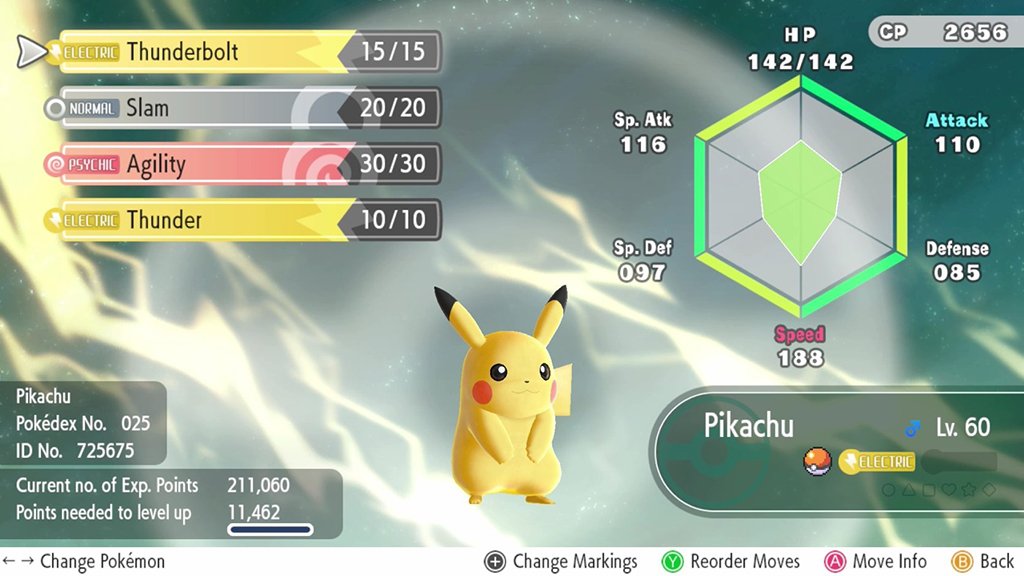 ELECTRIC Thunderbolt 15/15
NORMAL Slam 20/20
PSYCHIC Agility 30/30
ELECTRIC Thunder 10/10
CP 2656
HP
142/142
Sp. Atk
116
Attack
110
Sp. Def
097
Defense
085
Speed
188
Pikachu
Pokédex No. 025
ID No. 725675
Current no. of Exp. Points 211,060
Points needed to level up 11,462
Pikachu ♂ Lv. 60
ELECTRIC
←→ Change Pokémon
+ Change Markings
Y Reorder Moves
A Move Info
B Back